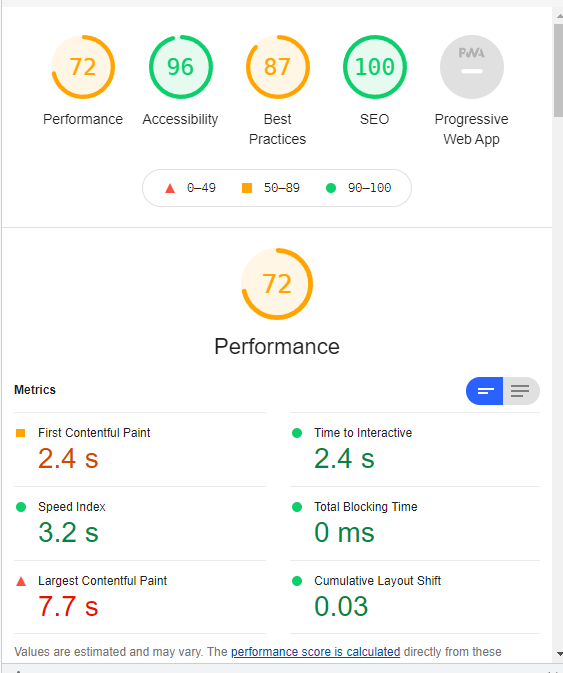 72
96
87
100
PWA
Performance
Accessibility
Best
Practices
SEO
Progressive
Web App
0–49
50–89
90–100
72
Performance
Metrics
First Contentful Paint
2.4 s
Time to Interactive
2.4 s
Speed Index
3.2 s
Total Blocking Time
0 ms
Largest Contentful Paint
7.7 s
Cumulative Layout Shift
0.03
Values are estimated and may vary. The performance score is calculated directly from these